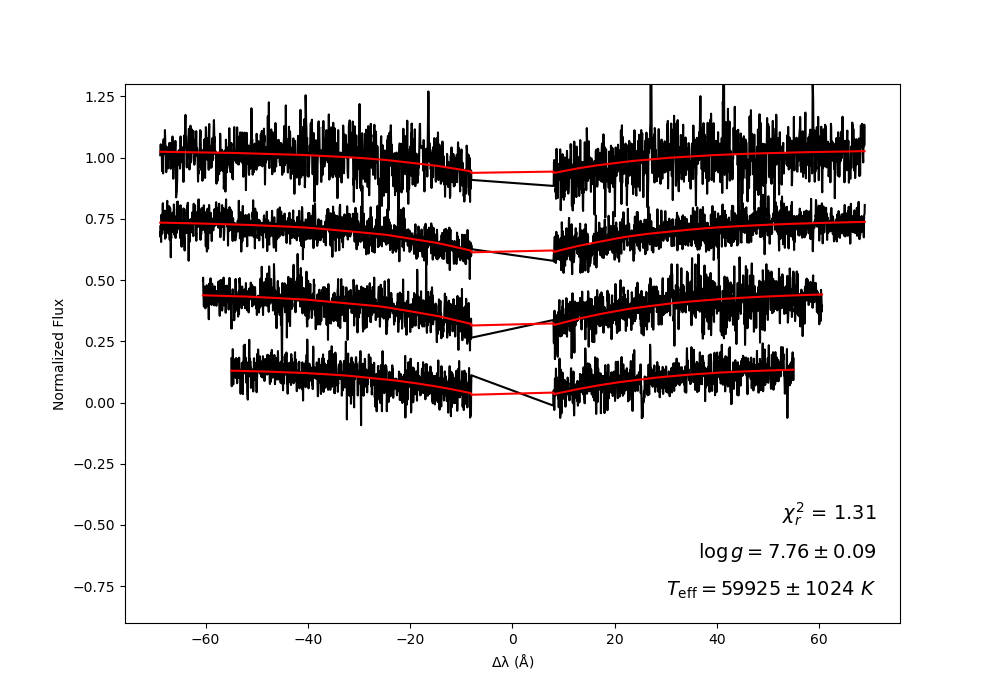 1.25
1.00
0.75
0.50
0.25
0.00
−0.25
−0.50
−0.75
Normalized Flux
χ²ᵣ = 1.31
log g = 7.76 ± 0.09
T_eff = 59925 ± 1024 K
−60 −40 −20 0 20 40 60
Δλ (Å)